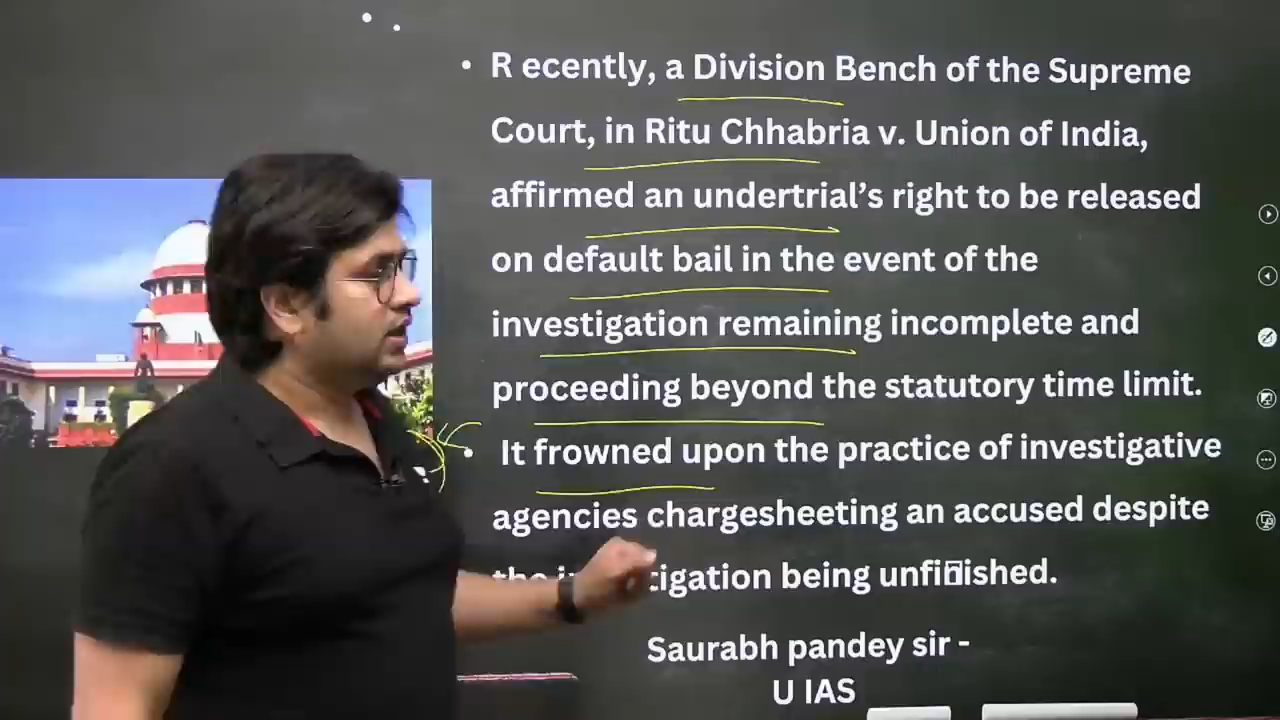 • R ecently, a Division Bench of the Supreme
Court, in Ritu Chhabria v. Union of India,
affirmed an undertrial’s right to be released
on default bail in the event of the
investigation remaining incomplete and
proceeding beyond the statutory time limit.
• It frowned upon the practice of investigative
agencies chargesheeting an accused despite
the being unfi▯ished.
Saurabh pandey sir -
U IAS